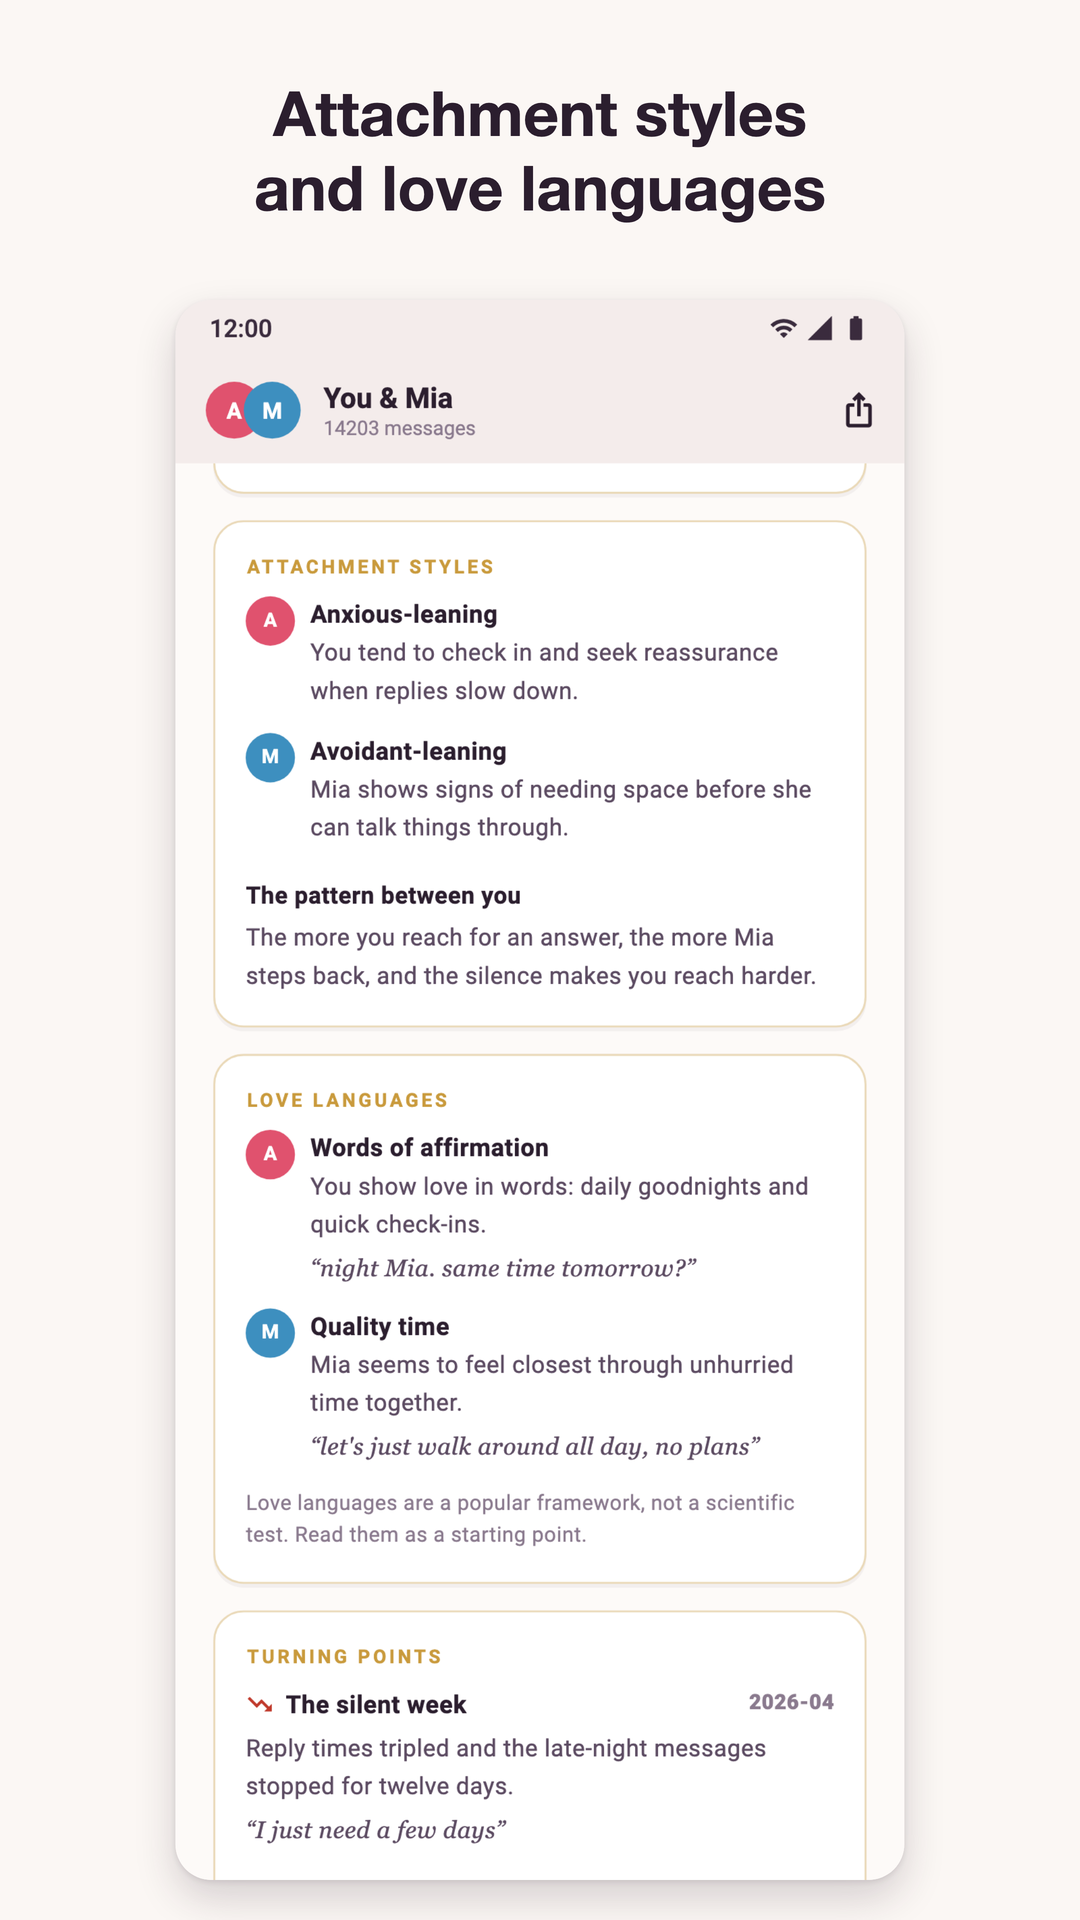 Attachment styles
and love languages
12:00
A M
You & Mia
14203 messages
ATTACHMENT STYLES
A
Anxious-leaning
You tend to check in and seek reassurance
when replies slow down.
M
Avoidant-leaning
Mia shows signs of needing space before she
can talk things through.
The pattern between you
The more you reach for an answer, the more Mia
steps back, and the silence makes you reach harder.
LOVE LANGUAGES
A
Words of affirmation
You show love in words: daily goodnights and
quick check-ins.
“night Mia. same time tomorrow?”
M
Quality time
Mia seems to feel closest through unhurried
time together.
“let's just walk around all day, no plans”
Love languages are a popular framework, not a scientific
test. Read them as a starting point.
TURNING POINTS
The silent week 2026-04
Reply times tripled and the late-night messages
stopped for twelve days.
“I just need a few days”